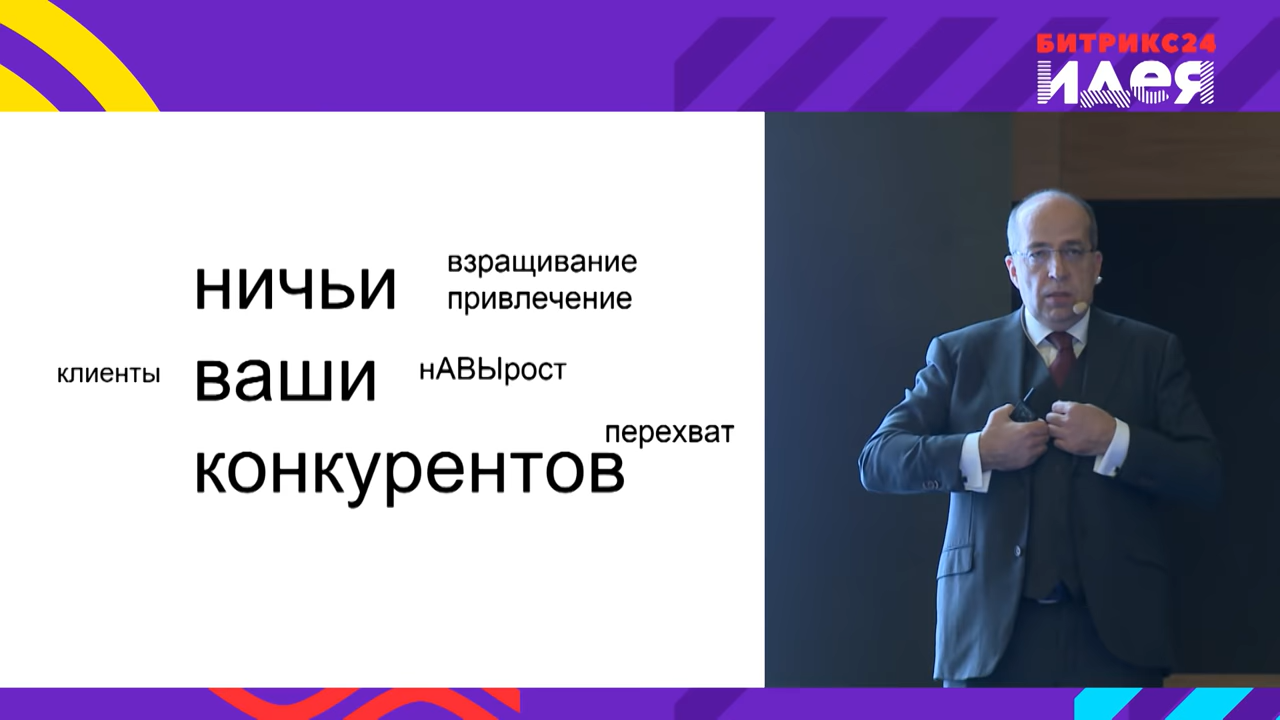 БИТРИКС24
идея
ничьи
взращивание
привлечение
клиенты
ваши
нАВЫрост
перехват
конкурентов